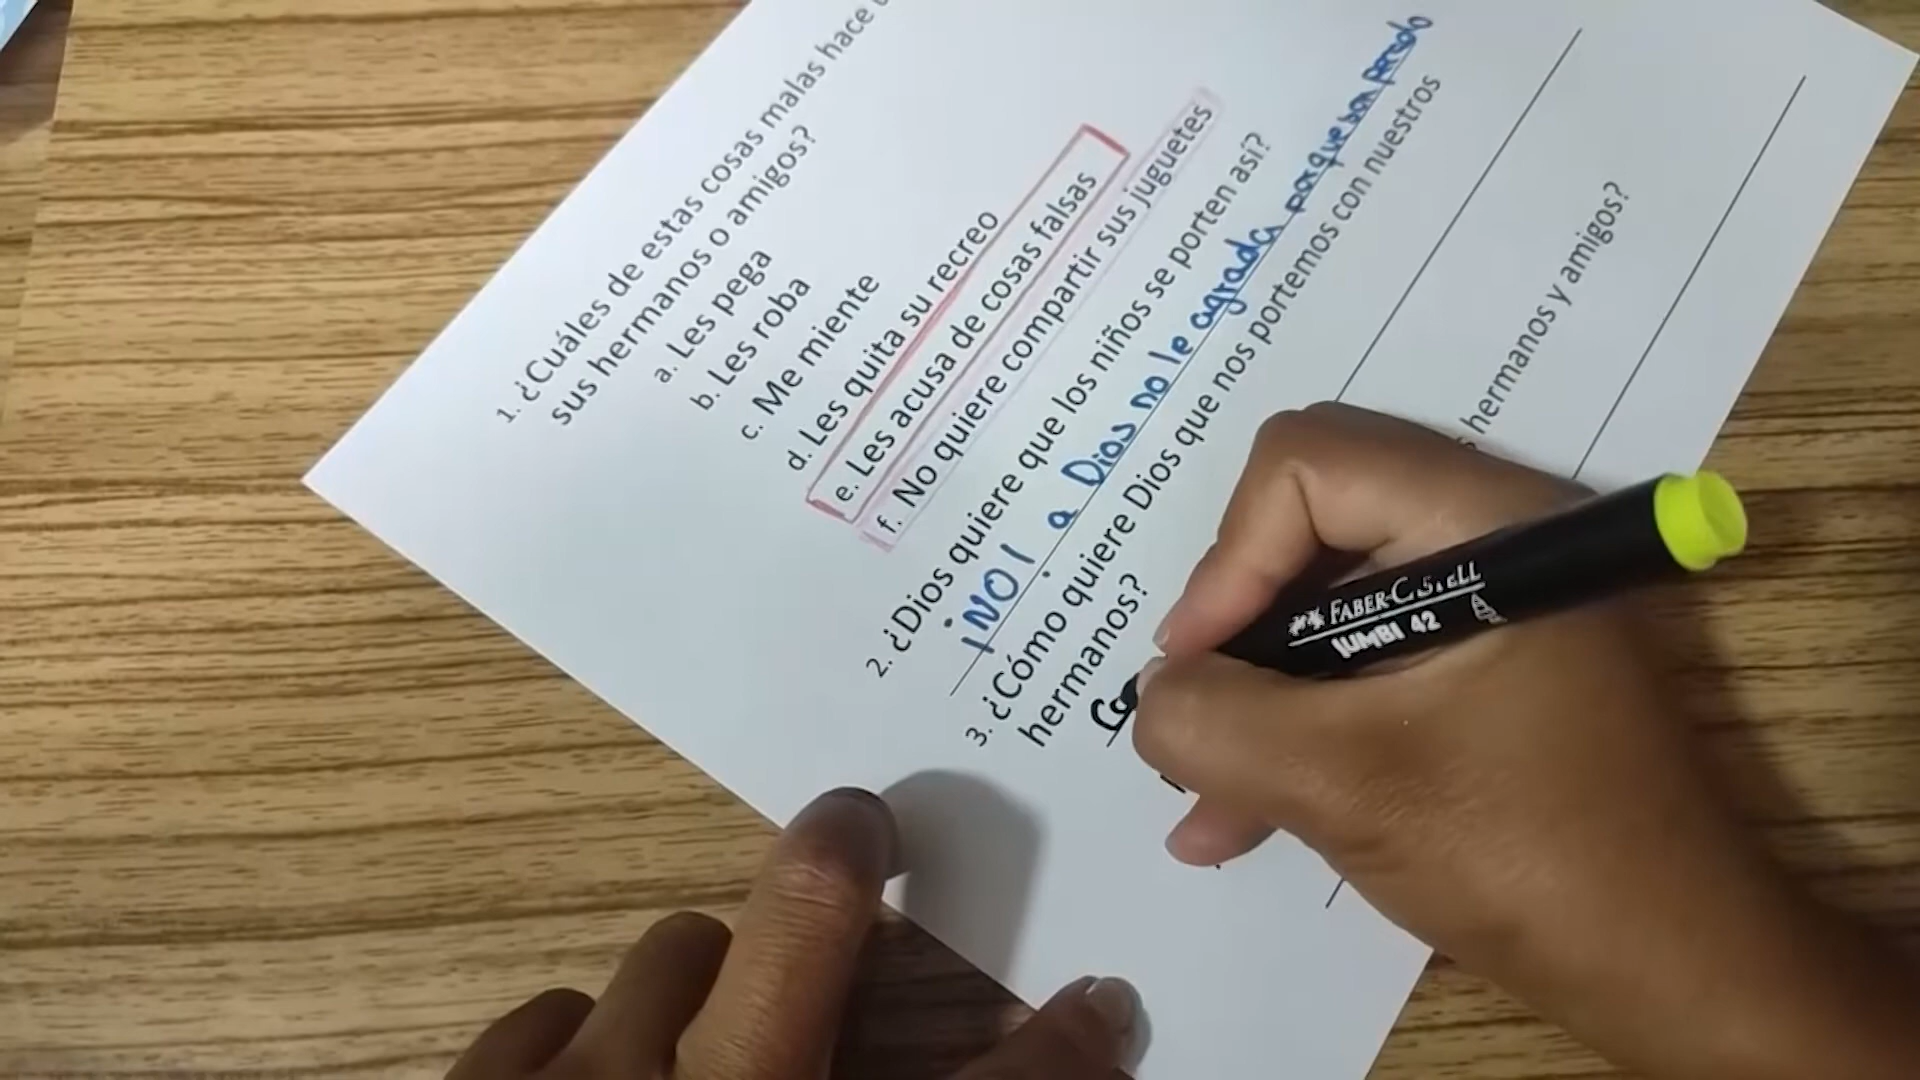 1. ¿Cuáles de estas cosas malas hace
sus hermanos o amigos?
a. Les pega
b. Les roba
c. Me miente
d. Les quita su recreo
e. Les acusa de cosas falsas
f. No quiere compartir sus juguetes
2. ¿Dios quiere que los niños se porten así?
¡NO! a Dios no le agrada porque son
3. ¿Cómo quiere Dios que nos portemos con nuestros
hermanos?
Co
hermanos y amigos?
FABER-CASTELL
JUMBI 42